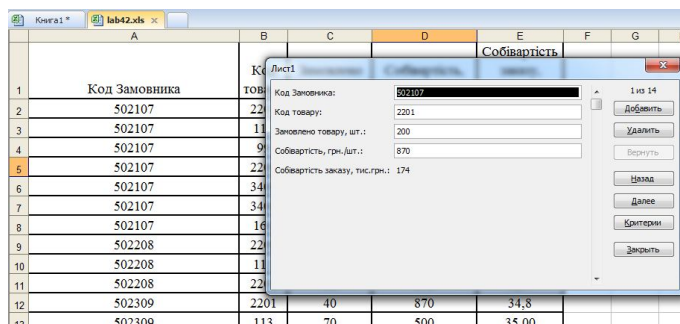 Книга1 *
lab42.xls
A B C D E F G
Собівартість
1 Код Замовника
2 502107
3 502107
4 502107
5 502107
6 502107
7 502107
8 502107
9 502208
10 502208
11 502208
12 502309 2201 40 870 34,8
502309 113 70 500 35,00
Лист1
Код Замовника: 502107
Код товару: 2201
Замовлено товару, шт.: 200
Собівартість, грн./шт.: 870
Собівартість заказу, тис.грн.: 174
1 из 14
Добавить
Удалить
Вернуть
Назад
Далее
Критерии
Закрыть